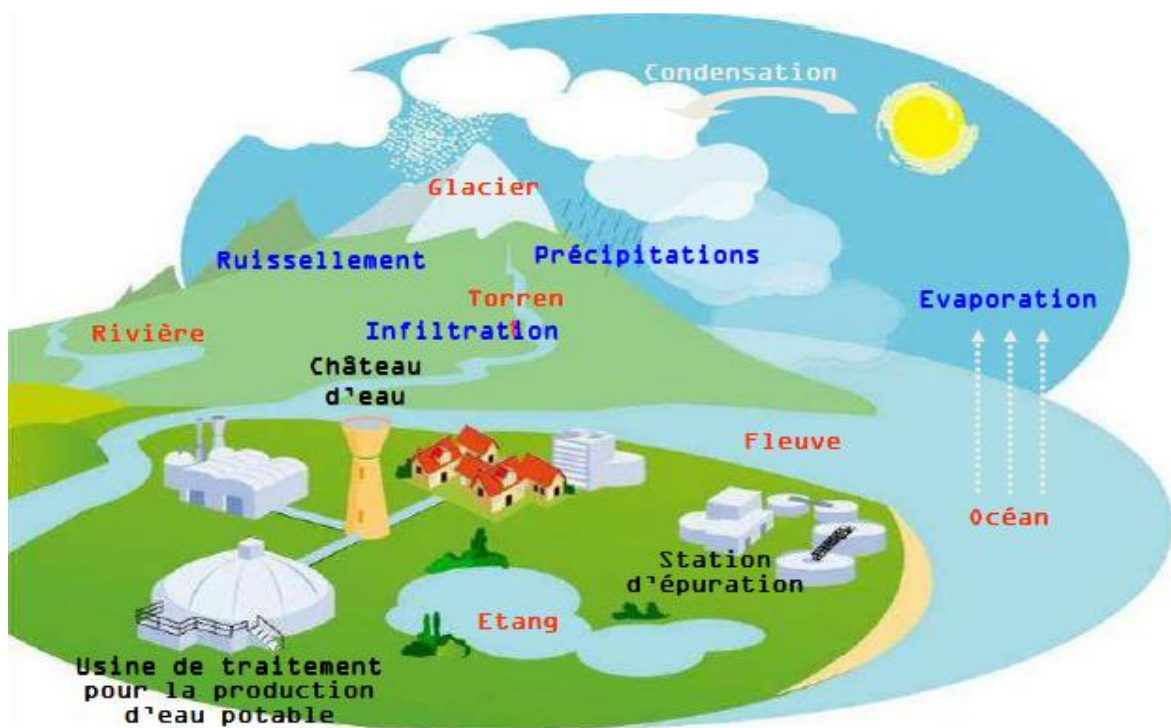 Condensation
Glacier
Ruissellement
Précipitations
Torren
t
Evaporation
Rivière
Infiltration
Château
d'eau
Fleuve
Océan
Station
d'épuration
Etang
Usine de traitement
pour la production
d'eau potable